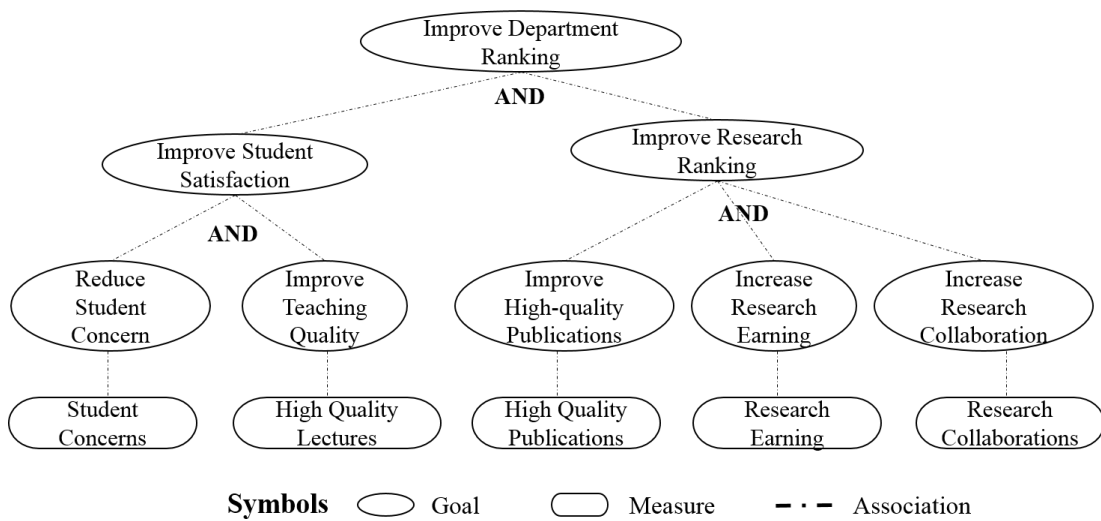 Improve Department
Ranking
AND
Improve Student
Satisfaction
Improve Research
Ranking
AND
AND
Reduce
Student
Concern
Improve
Teaching
Quality
Improve
High-quality
Publications
Increase
Research
Earning
Increase
Research
Collaboration
Student
Concerns
High Quality
Lectures
High Quality
Publications
Research
Earning
Research
Collaborations
Symbols
Goal
Measure
Association